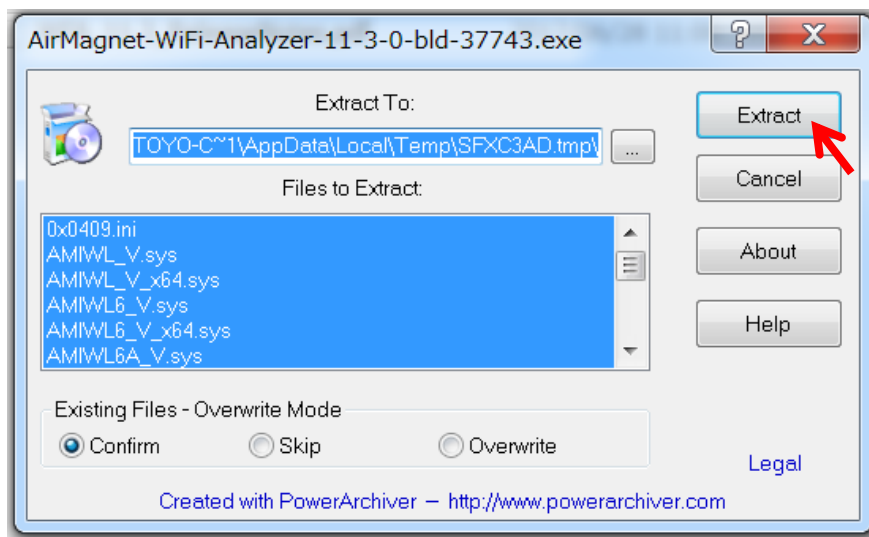 AirMagnet-WiFi-Analyzer-11-3-0-bld-37743.exe
Extract To:
TOYO-C~1\AppData\Local\Temp\SFXC3AD.tmp\
...
Files to Extract:
0x0409.ini
AMIWL_V.sys
AMIWL_V_x64.sys
AMIWL6_V.sys
AMIWL6_V_x64.sys
AMIWL6A_V.sys
Extract
Cancel
About
Help
Existing Files - Overwrite Mode
Confirm
Skip
Overwrite
Legal
Created with PowerArchiver – http://www.powerarchiver.com